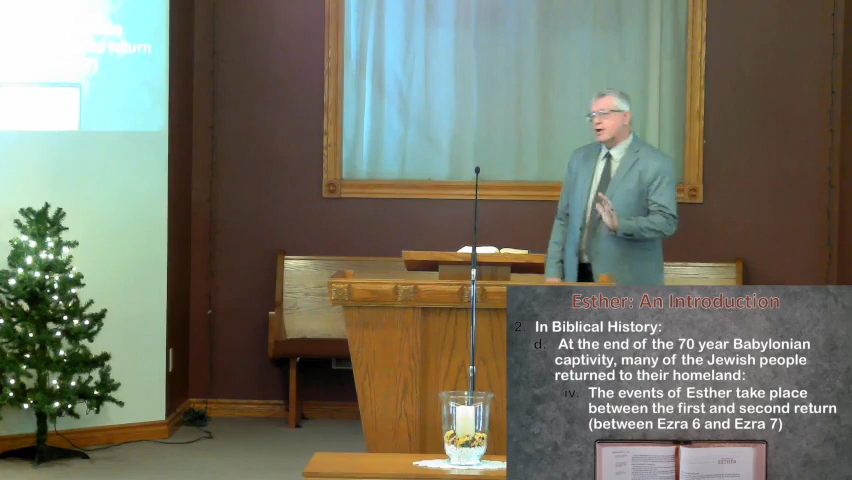 nd return
7)
Esther: An Introduction
2. In Biblical History:
d. At the end of the 70 year Babylonian
captivity, many of the Jewish people
returned to their homeland:
iv. The events of Esther take place
between the first and second return
(between Ezra 6 and Ezra 7)
ESTHER